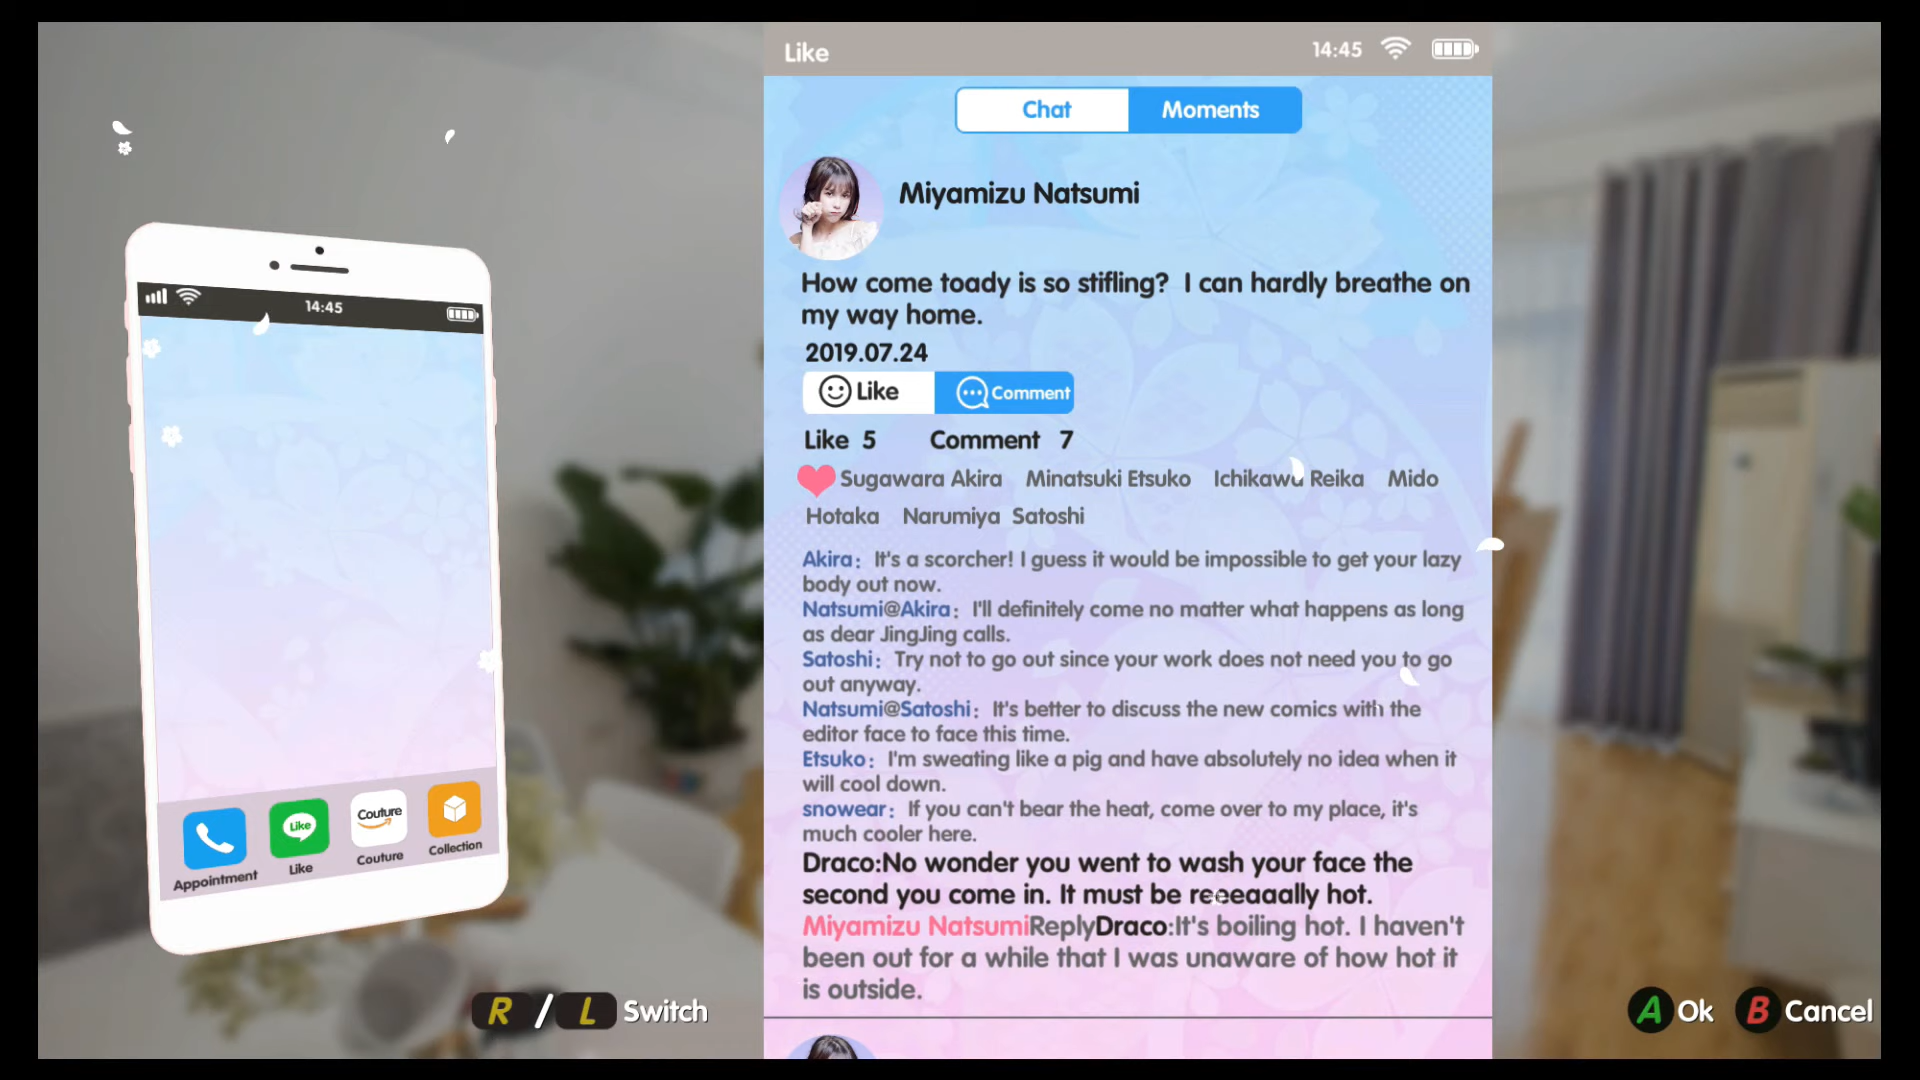 Like
14:45
Chat
Moments
Miyamizu Natsumi
How come toady is so stifling? I can hardly breathe on
my way home.
2019.07.24
Like
Comment
Like 5 Comment 7
Sugawara Akira Minatsuki Etsuko Ichikawa Reika Mido
Hotaka Narumiya Satoshi
Akira: It's a scorcher! I guess it would be impossible to get your lazy
body out now.
Natsumi@Akira: I'll definitely come no matter what happens as long
as dear JingJing calls.
Satoshi: Try not to go out since your work does not need you to go
out anyway.
Natsumi@Satoshi: It's better to discuss the new comics with the
editor face to face this time.
Etsuko: I'm sweating like a pig and have absolutely no idea when it
will cool down.
snowear: If you can't bear the heat, come over to my place, it's
much cooler here.
Draco:No wonder you went to wash your face the
second you come in. It must be reeeaaally hot.
Miyamizu NatsumiReplyDraco:It's boiling hot. I haven't
been out for a while that I was unaware of how hot it
is outside.
14:45
Like
Couture
Appointment
Like
Couture
Collection
R / L Switch
A Ok B Cancel